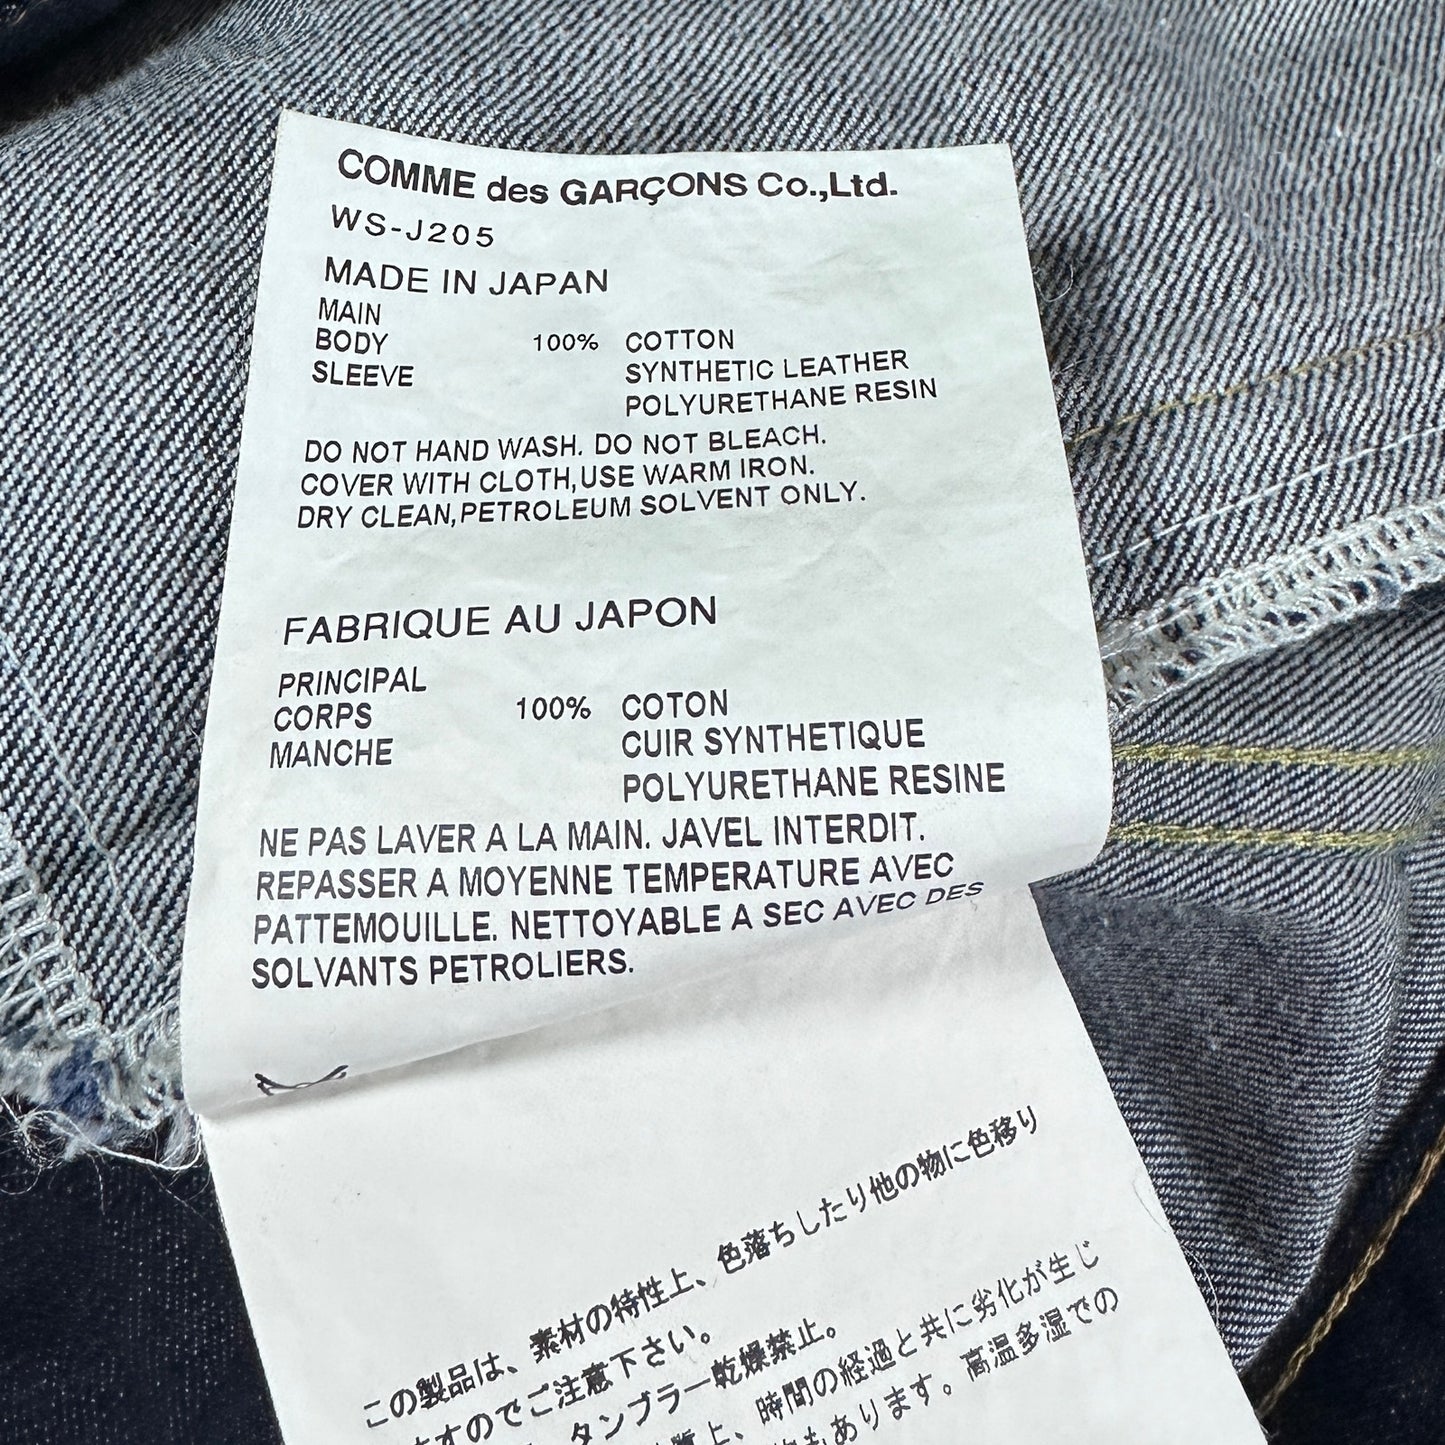 COMME des GARÇONS Co.,Ltd.
WS-J205
MADE IN JAPAN
MAIN
BODY 100% COTTON
SLEEVE SYNTHETIC LEATHER
POLYURETHANE RESIN
DO NOT HAND WASH. DO NOT BLEACH.
COVER WITH CLOTH,USE WARM IRON.
DRY CLEAN,PETROLEUM SOLVENT ONLY.
FABRIQUE AU JAPON
PRINCIPAL
CORPS 100% COTON
MANCHE CUIR SYNTHETIQUE
POLYURETHANE RESINE
NE PAS LAVER A LA MAIN. JAVEL INTERDIT.
REPASSER A MOYENNE TEMPERATURE AVEC
PATTEMOUILLE. NETTOYABLE A SEC AVEC DES
SOLVANTS PETROLIERS.
この製品は、素材の特性上、色落ちしたり他の物に色移り
ますのでご注意下さい。
タンブラー乾燥禁止。
質上、時間の経過と共に劣化が生じ
もあります。高温多湿での